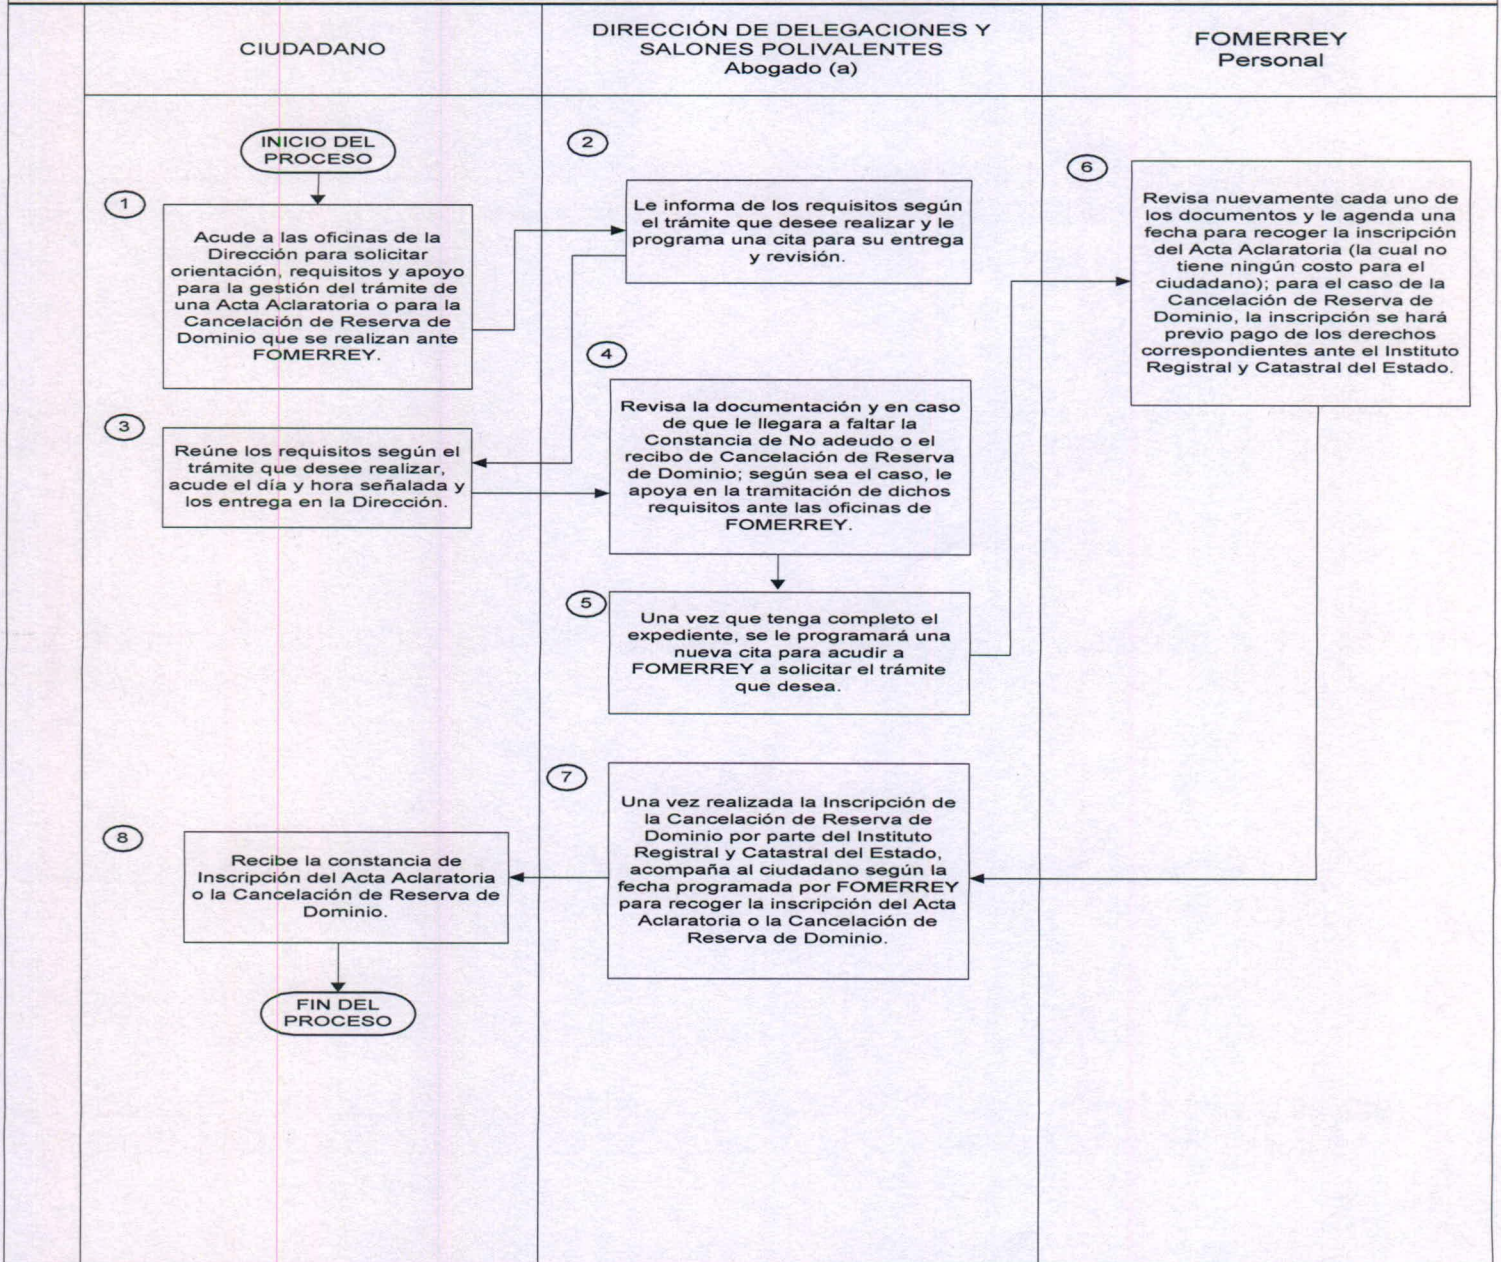 CIUDADANO
DIRECCIÓN DE DELEGACIONES Y
SALONES POLIVALENTES
Abogado (a)
FOMERREY
Personal
INICIO DEL
PROCESO
1
Acude a las oficinas de la
Dirección para solicitar
orientación, requisitos y apoyo
para la gestión del trámite de
una Acta Aclaratoria o para la
Cancelación de Reserva de
Dominio que se realizan ante
FOMERREY.
2
Le informa de los requisitos según
el trámite que desee realizar y le
programa una cita para su entrega
y revisión.
3
Reúne los requisitos según el
trámite que desee realizar,
acude el día y hora señalada y
los entrega en la Dirección.
4
Revisa la documentación y en caso
de que le llegara a faltar la
Constancia de No adeudo o el
recibo de Cancelación de Reserva
de Dominio; según sea el caso, le
apoya en la tramitación de dichos
requisitos ante las oficinas de
FOMERREY.
5
Una vez que tenga completo el
expediente, se le programará una
nueva cita para acudir a
FOMERREY a solicitar el trámite
que desea.
6
Revisa nuevamente cada uno de
los documentos y le agenda una
fecha para recoger la inscripción
del Acta Aclaratoria (la cual no
tiene ningún costo para el
ciudadano); para el caso de la
Cancelación de Reserva de
Dominio, la inscripción se hará
previo pago de los derechos
correspondientes ante el Instituto
Registral y Catastral del Estado.
7
Una vez realizada la Inscripción de
la Cancelación de Reserva de
Dominio por parte del Instituto
Registral y Catastral del Estado,
acompaña al ciudadano según la
fecha programada por FOMERREY
para recoger la inscripción del Acta
Aclaratoria o la Cancelación de
Reserva de Dominio.
8
Recibe la constancia de
Inscripción del Acta Aclaratoria
o la Cancelación de Reserva de
Dominio.
FIN DEL
PROCESO